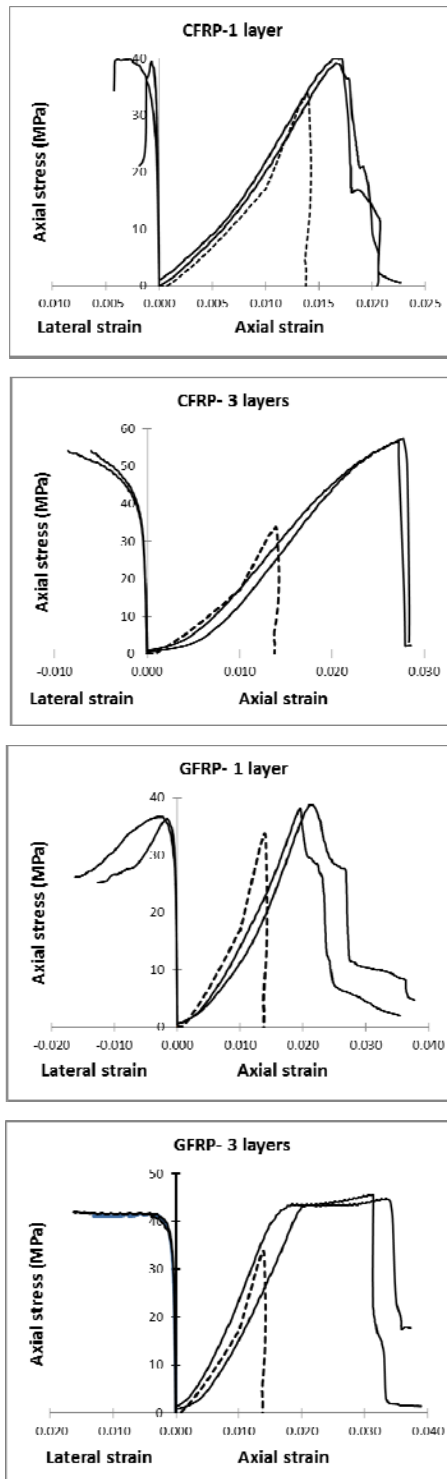 CFRP-1 layer
Axial stress (MPa)
40
30
20
10
0
0.010 0.005 0.000 0.005 0.010 0.015 0.020 0.025
Lateral strain Axial strain
CFRP- 3 layers
Axial stress (MPa)
60
50
40
30
20
10
0
-0.010 0.000 0.010 0.020 0.030
Lateral strain Axial strain
GFRP- 1 layer
Axial stress (MPa)
40
30
20
10
0
-0.020 -0.010 0.000 0.010 0.020 0.030 0.040
Lateral strain Axial strain
GFRP- 3 layers
Axial stress (MPa)
50
40
30
20
10
0
0.020 0.010 0.000 0.010 0.020 0.030 0.040
Lateral strain Axial strain